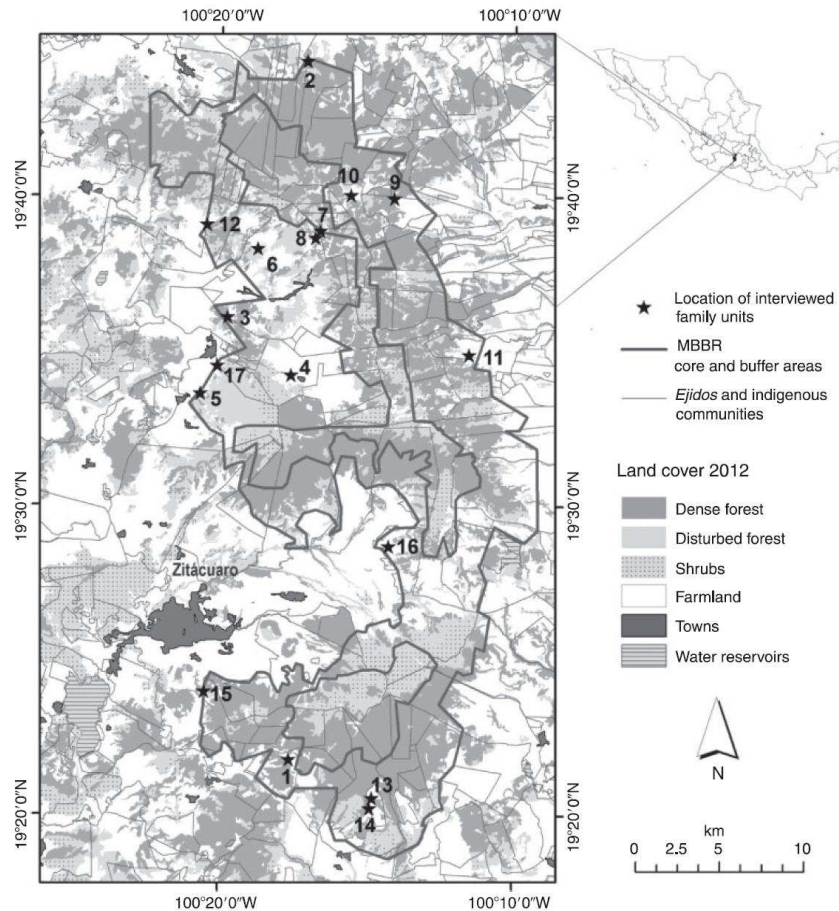 100°20′0″W
100°10′0″W
2
19°40′0″N
19°40′0″N
10
9
7
12
8
6
3
4
11
17
5
19°30′0″N
19°30′0″N
16
Zitácuaro
15
1
13
14
19°20′0″N
19°20′0″N
100°20′0″W
100°10′0″W
Location of interviewed
family units
MBBR
core and buffer areas
Ejidos and indigenous
communities
Land cover 2012
Dense forest
Disturbed forest
Shrubs
Farmland
Towns
Water reservoirs
N
km
0 2.5 5 10